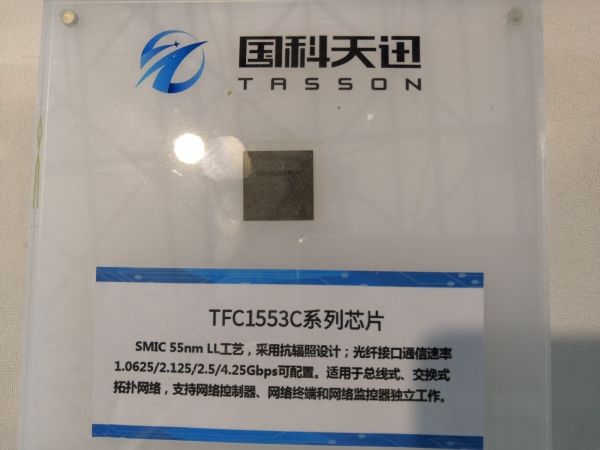 国科天迅
TASSON
TFC1553C系列芯片
SMIC 55nm LL工艺，采用抗辐照设计；光纤接口通信速率
1.0625/2.125/2.5/4.25Gbps可配置。适用于总线式、交换式
拓扑网络，支持网络控制器、网络终端和网络监控器独立工作。